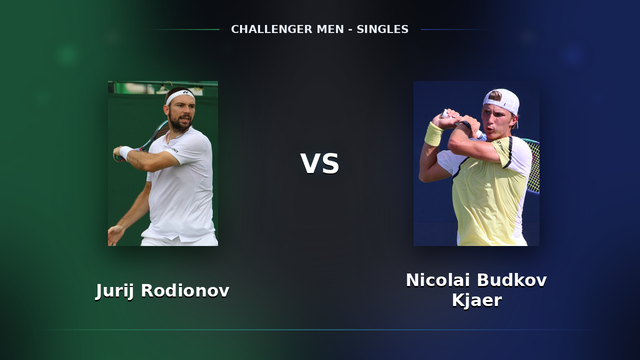 CHALLENGER MEN - SINGLES
VS
Jurij Rodionov
Nicolai Budkov
Kjaer